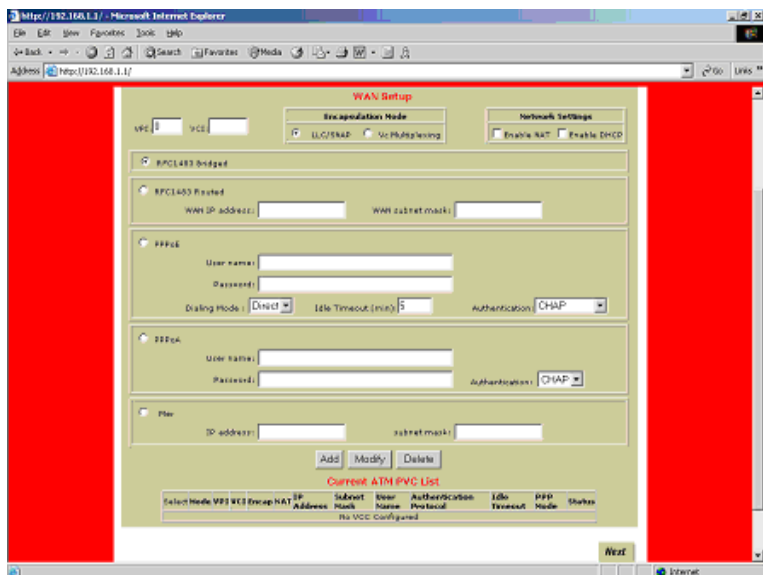 http://192.168.1.1/ - Microsoft Internet Explorer
File Edit View Favorites Tools Help
Back Search Favorites Media
Address http://192.168.1.1/ Go Links »
WAN Setup
VPI: 0 VCI: Encapsulation Mode Network Settings
LLC/SNAP Vc Multiplexing Enable NAT Enable DHCP
RFC1483 Bridged
RFC1483 Routed
WAN IP address: WAN subnet mask:
PPPoE
User name:
Password:
Dialing Mode : Direct Idle Timeout (min): 5 Authentication: CHAP
PPPoA
User name:
Password: Authentication: CHAP
Mer
IP address: subnet mask:
Add Modify Delete
Current ATM PVC List
Select Mode VPI VCI Encap NAT IP Address Subnet Mask User Name Authentication Protocol Idle Timeout PPP Mode Status
No VCC Configured
Next
Internet